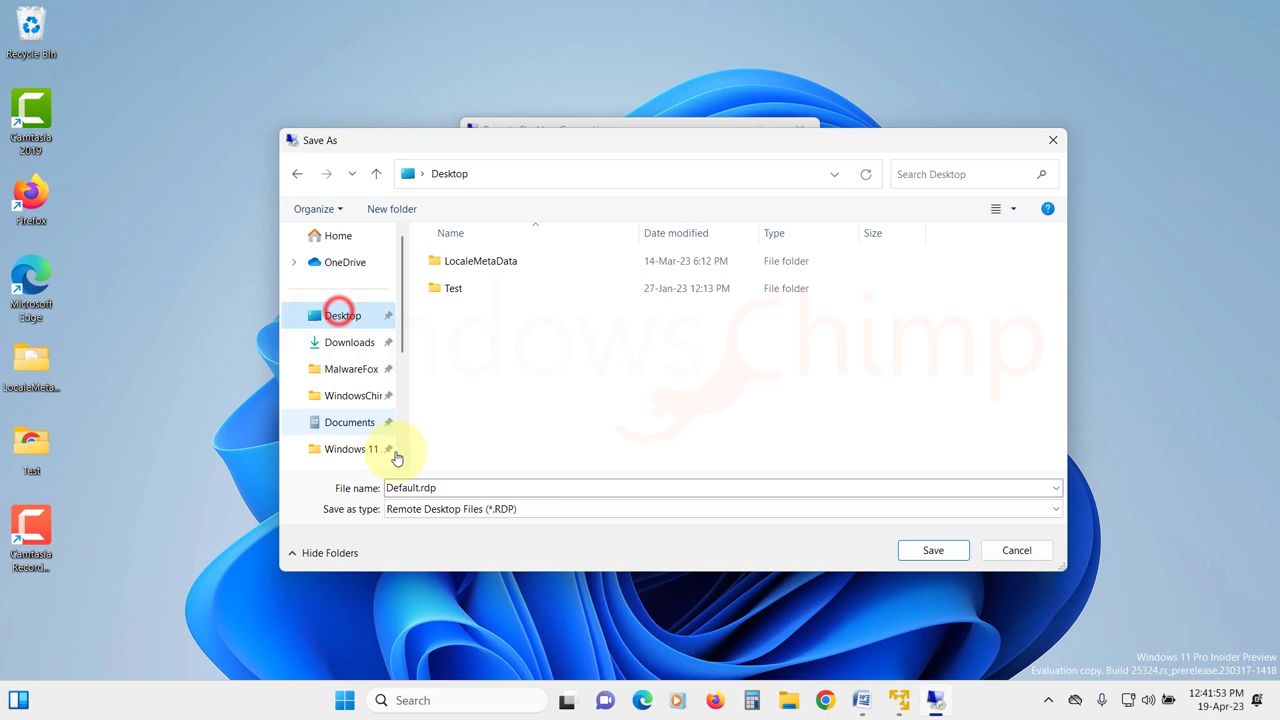 Recycle Bin
Camtasia
2019
Firefox
Microsoft
Edge
LocaleMeta...
Test
Camtasia
Record...
Save As
Desktop
Search Desktop
Organize
New folder
Home
OneDrive
Desktop
Downloads
MalwareFox
WindowsChi
Documents
Windows 11
Name
Date modified
Type
Size
LocaleMetaData
14-Mar-23 6:12 PM
File folder
Test
27-Jan-23 12:13 PM
File folder
WindowsChimp
File name:
Default.rdp
Save as type:
Remote Desktop Files (*.RDP)
Hide Folders
Save
Cancel
Windows 11 Pro Insider Preview
Evaluation copy. Build 25324.rs_prerelease.230317-1418
Search
12:41:53 PM
19-Apr-23